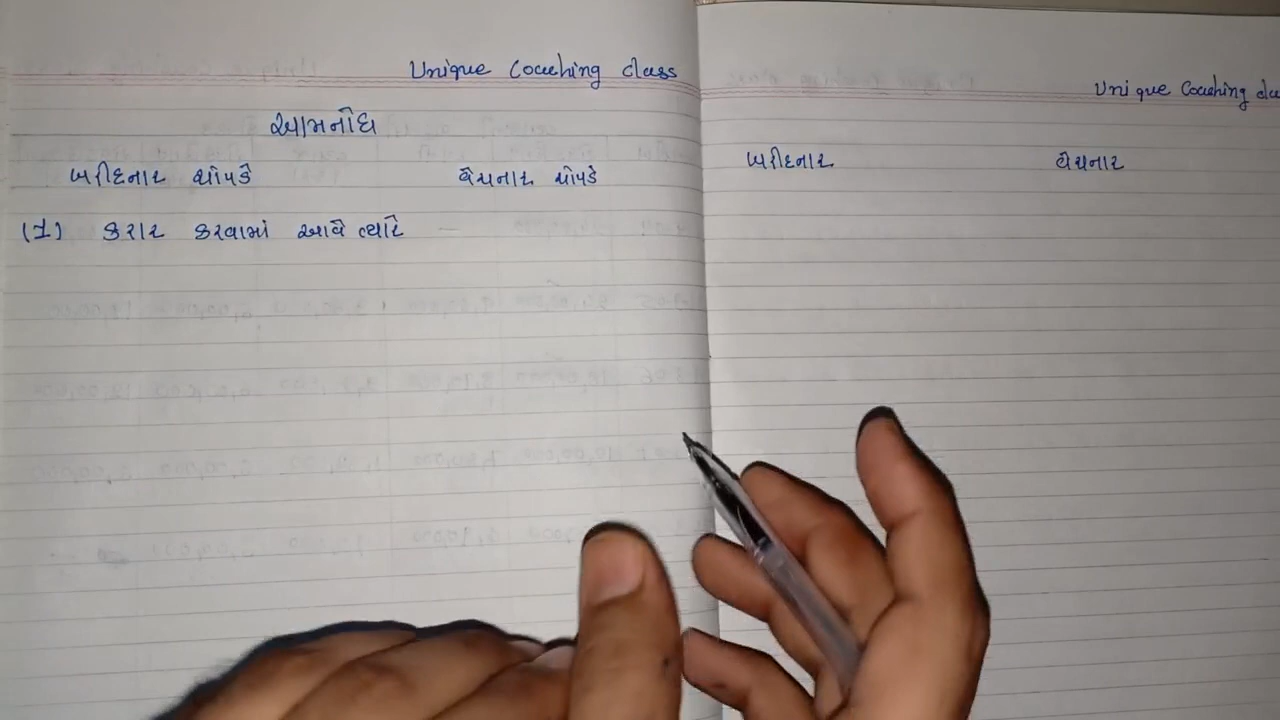 Unique Coaching class
આમનોંધ
ખરીદનાર ચોપડે વેચનાર ચોપડે
(1) કરાર કરવામાં આવે ત્યારે —
Unique Coaching cla
ખરીદનાર વેચનાર